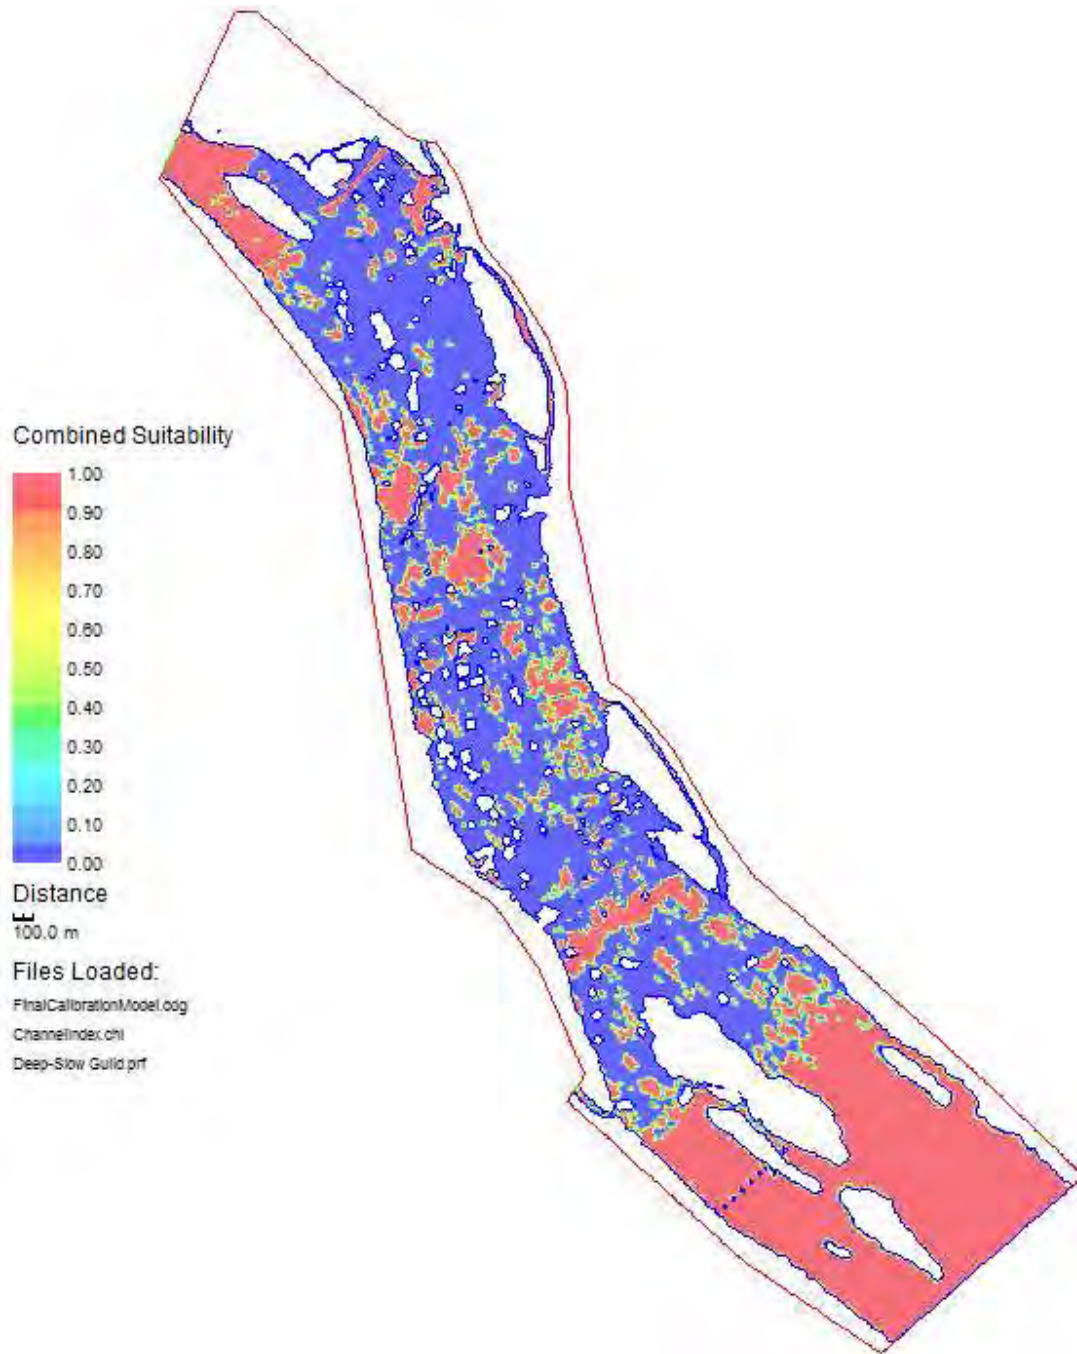 Combined Suitability
1.00
0.90
0.80
0.70
0.60
0.50
0.40
0.30
0.20
0.10
0.00
Distance
100.0 m
Files Loaded:
FinalCalibrationModel.cdg
ChannelIndex.chi
Deep-Slow Guild.prf